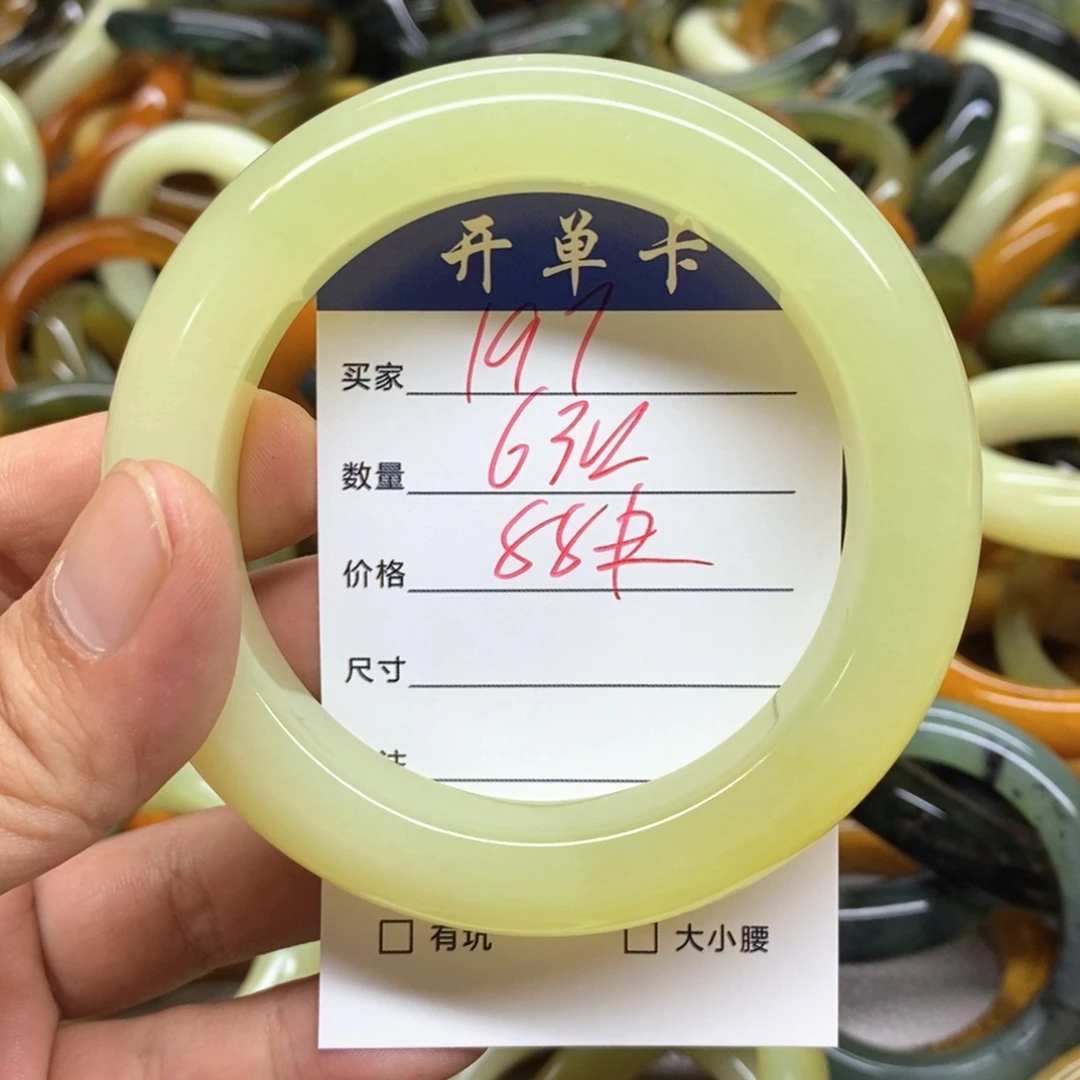 开单卡
买家 197
数量 63
价格 88
尺寸
注
有坑 大小腰